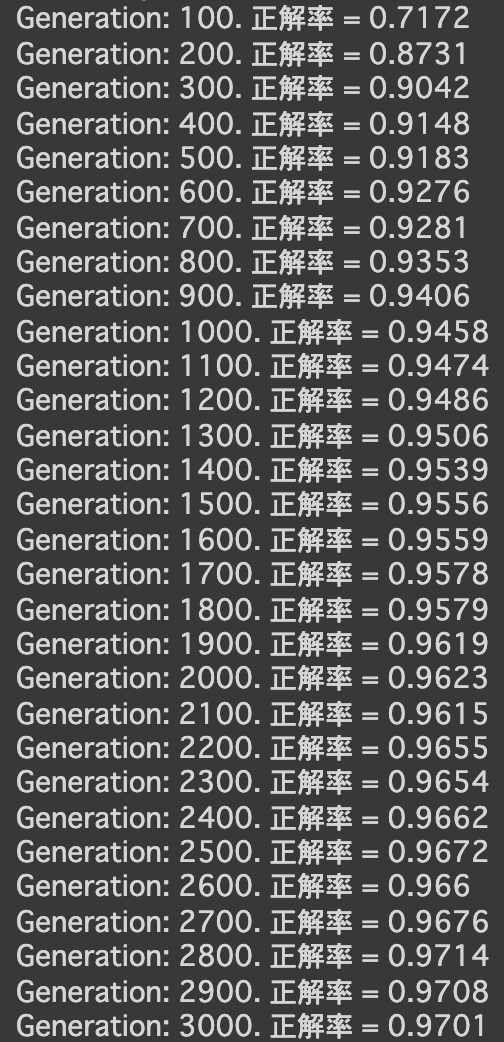 Generation: 100. 正解率 = 0.7172
Generation: 200. 正解率 = 0.8731
Generation: 300. 正解率 = 0.9042
Generation: 400. 正解率 = 0.9148
Generation: 500. 正解率 = 0.9183
Generation: 600. 正解率 = 0.9276
Generation: 700. 正解率 = 0.9281
Generation: 800. 正解率 = 0.9353
Generation: 900. 正解率 = 0.9406
Generation: 1000. 正解率 = 0.9458
Generation: 1100. 正解率 = 0.9474
Generation: 1200. 正解率 = 0.9486
Generation: 1300. 正解率 = 0.9506
Generation: 1400. 正解率 = 0.9539
Generation: 1500. 正解率 = 0.9556
Generation: 1600. 正解率 = 0.9559
Generation: 1700. 正解率 = 0.9578
Generation: 1800. 正解率 = 0.9579
Generation: 1900. 正解率 = 0.9619
Generation: 2000. 正解率 = 0.9623
Generation: 2100. 正解率 = 0.9615
Generation: 2200. 正解率 = 0.9655
Generation: 2300. 正解率 = 0.9654
Generation: 2400. 正解率 = 0.9662
Generation: 2500. 正解率 = 0.9672
Generation: 2600. 正解率 = 0.966
Generation: 2700. 正解率 = 0.9676
Generation: 2800. 正解率 = 0.9714
Generation: 2900. 正解率 = 0.9708
Generation: 3000. 正解率 = 0.9701